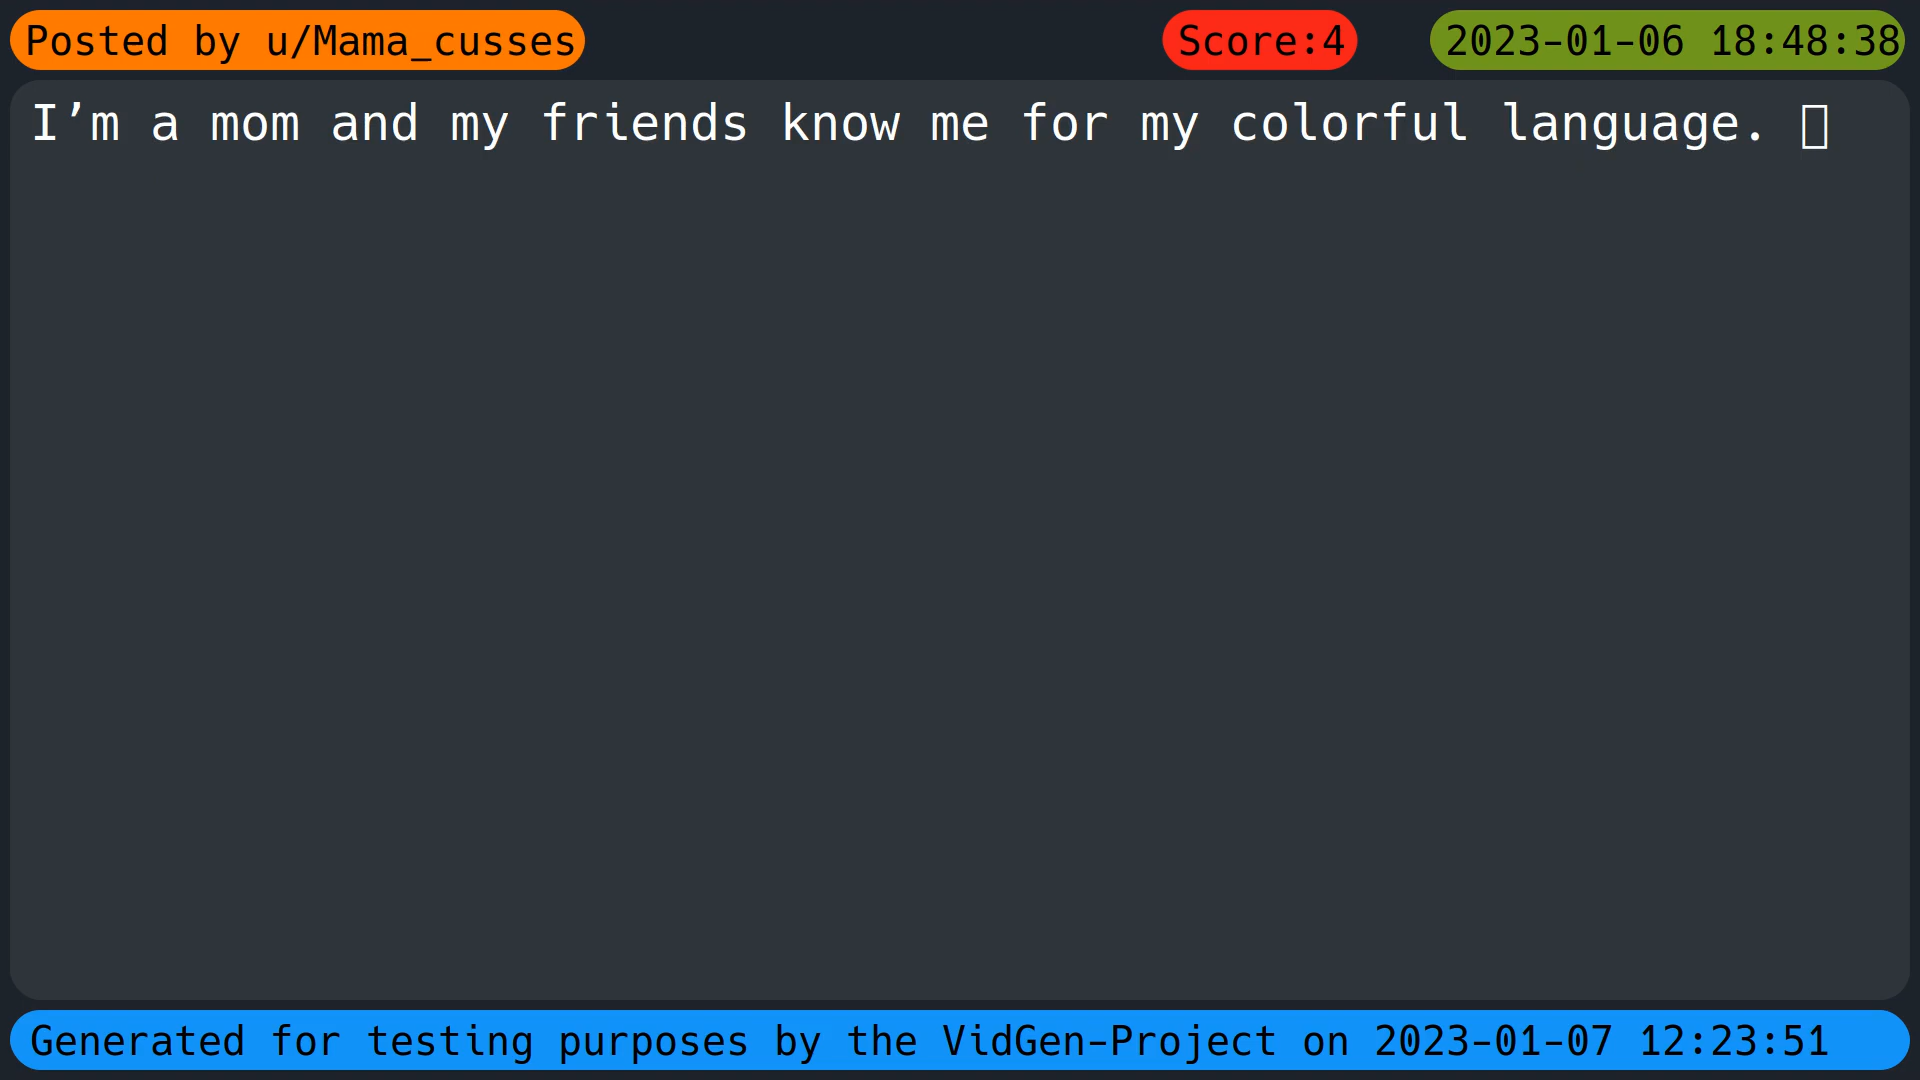 Posted by u/Mama_cusses Score:4 2023-01-06 18:48:38
I’m a mom and my friends know me for my colorful language. ▯
Generated for testing purposes by the VidGen-Project on 2023-01-07 12:23:51